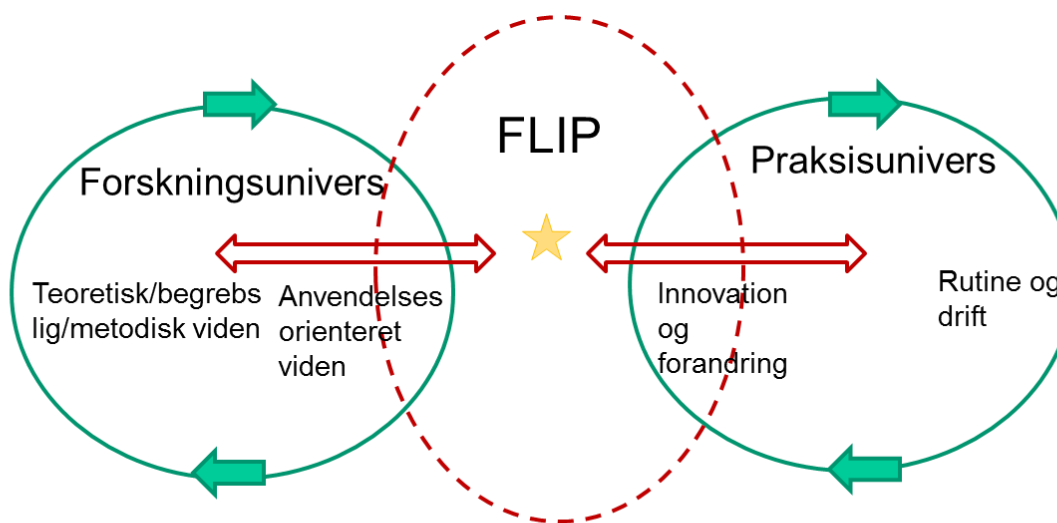 FLIP
Forskningsunivers
Praksisunivers
Teoretisk/begrebs
lig/metodisk viden
Anvendelses
orienteret
viden
Innovation
og
forandring
Rutine og
drift